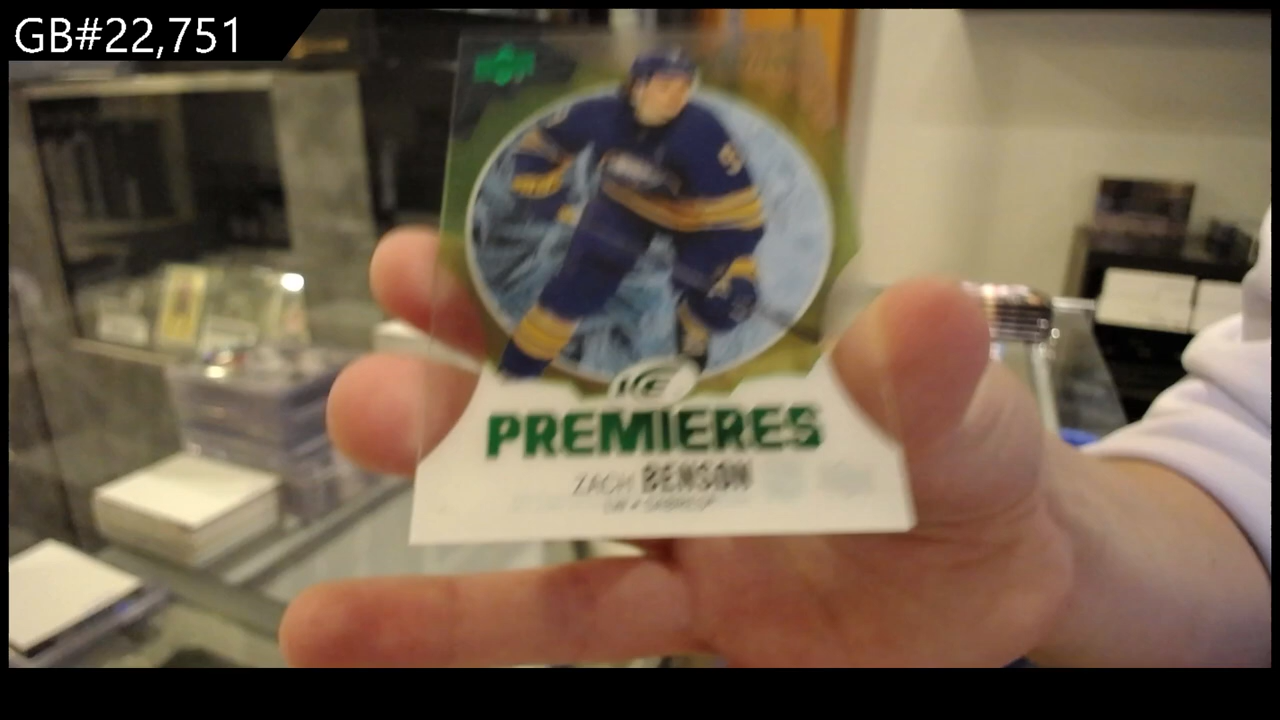 GB#22,751
ICE
PREMIERES
ZACH BENSON
LW • SABRES